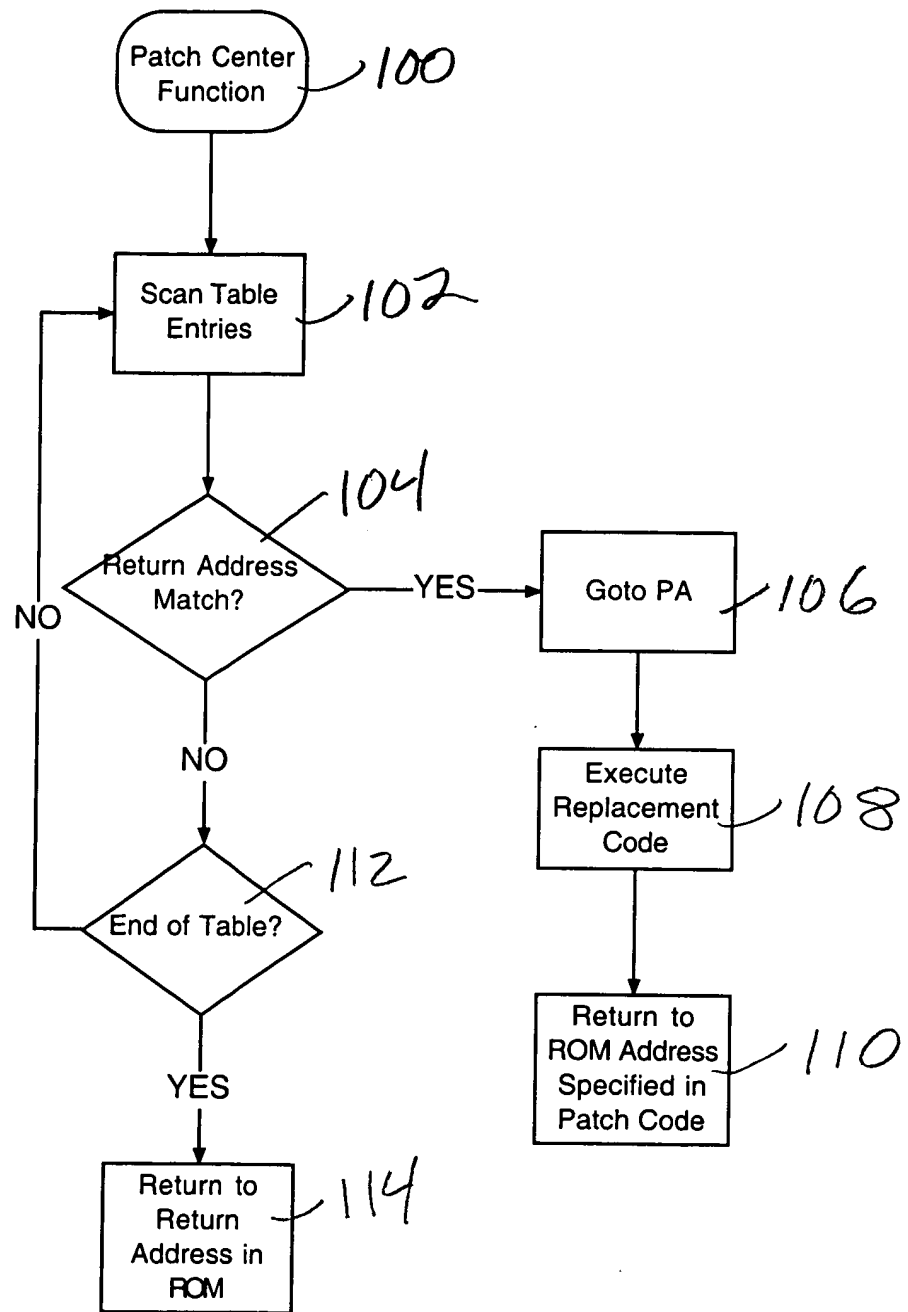 Patch Center
Function
100
Scan Table
Entries
102
104
Return Address
Match?
YES
Goto PA
106
NO
NO
Execute
Replacement
Code
108
112
End of Table?
Return to
ROM Address
Specified in
Patch Code
110
YES
Return to
Return
Address in
ROM
114